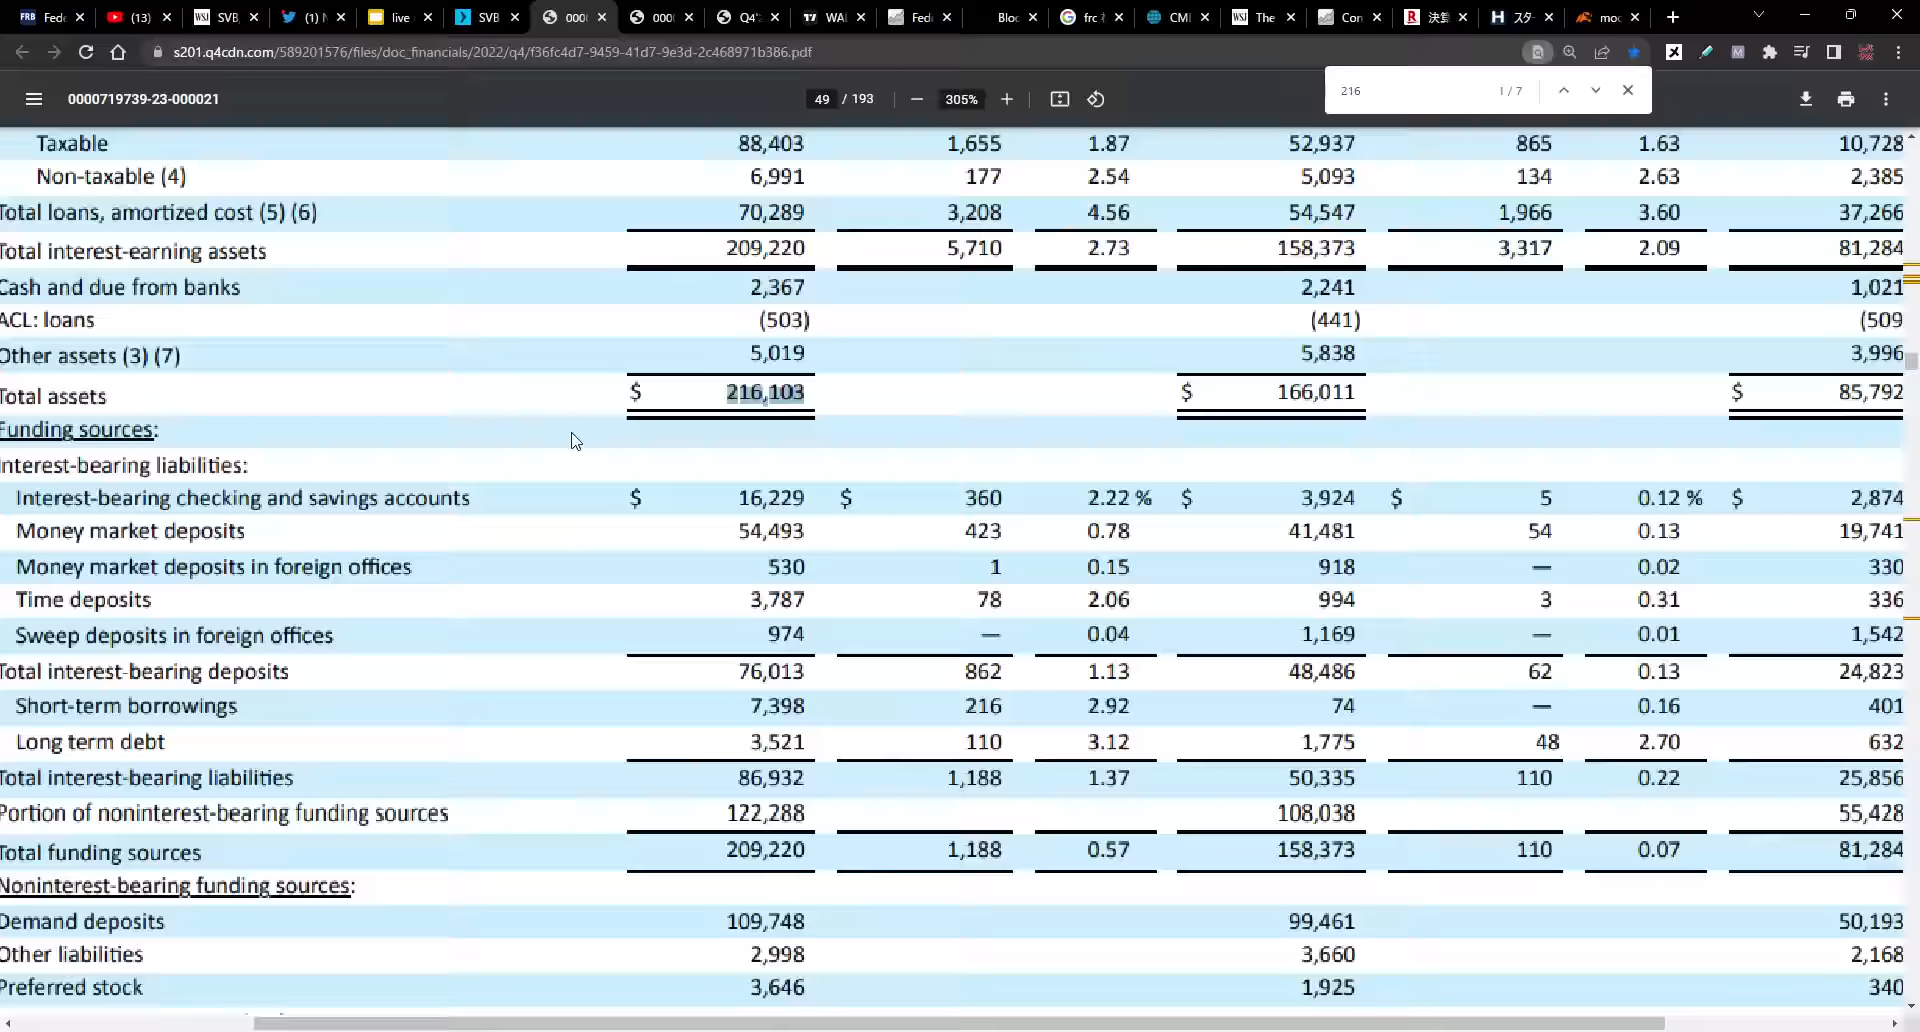 Fede
(13)
SVB
(1) N
live
SVB
000
000
Q4':
WAL
Fed
Bloc
frc
CMI
The
Con
決算
スター
moo
s201.q4cdn.com/589201576/files/doc_financials/2022/q4/f36fc4d7-9459-41d7-9e3d-2c468971b386.pdf
0000719739-23-000021
49 / 193
305%
216
1/7
Taxable 88,403 1,655 1.87 52,937 865 1.63 10,728
Non-taxable (4) 6,991 177 2.54 5,093 134 2.63 2,385
Total loans, amortized cost (5) (6) 70,289 3,208 4.56 54,547 1,966 3.60 37,266
Total interest-earning assets 209,220 5,710 2.73 158,373 3,317 2.09 81,284
Cash and due from banks 2,367 2,241 1,021
ACL: loans (503) (441) (509
Other assets (3) (7) 5,019 5,838 3,996
Total assets $ 216,103 $ 166,011 $ 85,792
Funding sources:
Interest-bearing liabilities:
Interest-bearing checking and savings accounts $ 16,229 $ 360 2.22 % $ 3,924 $ 5 0.12 % $ 2,874
Money market deposits 54,493 423 0.78 41,481 54 0.13 19,741
Money market deposits in foreign offices 530 1 0.15 918 — 0.02 330
Time deposits 3,787 78 2.06 994 3 0.31 336
Sweep deposits in foreign offices 974 — 0.04 1,169 — 0.01 1,542
Total interest-bearing deposits 76,013 862 1.13 48,486 62 0.13 24,823
Short-term borrowings 7,398 216 2.92 74 — 0.16 401
Long term debt 3,521 110 3.12 1,775 48 2.70 632
Total interest-bearing liabilities 86,932 1,188 1.37 50,335 110 0.22 25,856
Portion of noninterest-bearing funding sources 122,288 108,038 55,428
Total funding sources 209,220 1,188 0.57 158,373 110 0.07 81,284
Noninterest-bearing funding sources:
Demand deposits 109,748 99,461 50,193
Other liabilities 2,998 3,660 2,168
Preferred stock 3,646 1,925 340